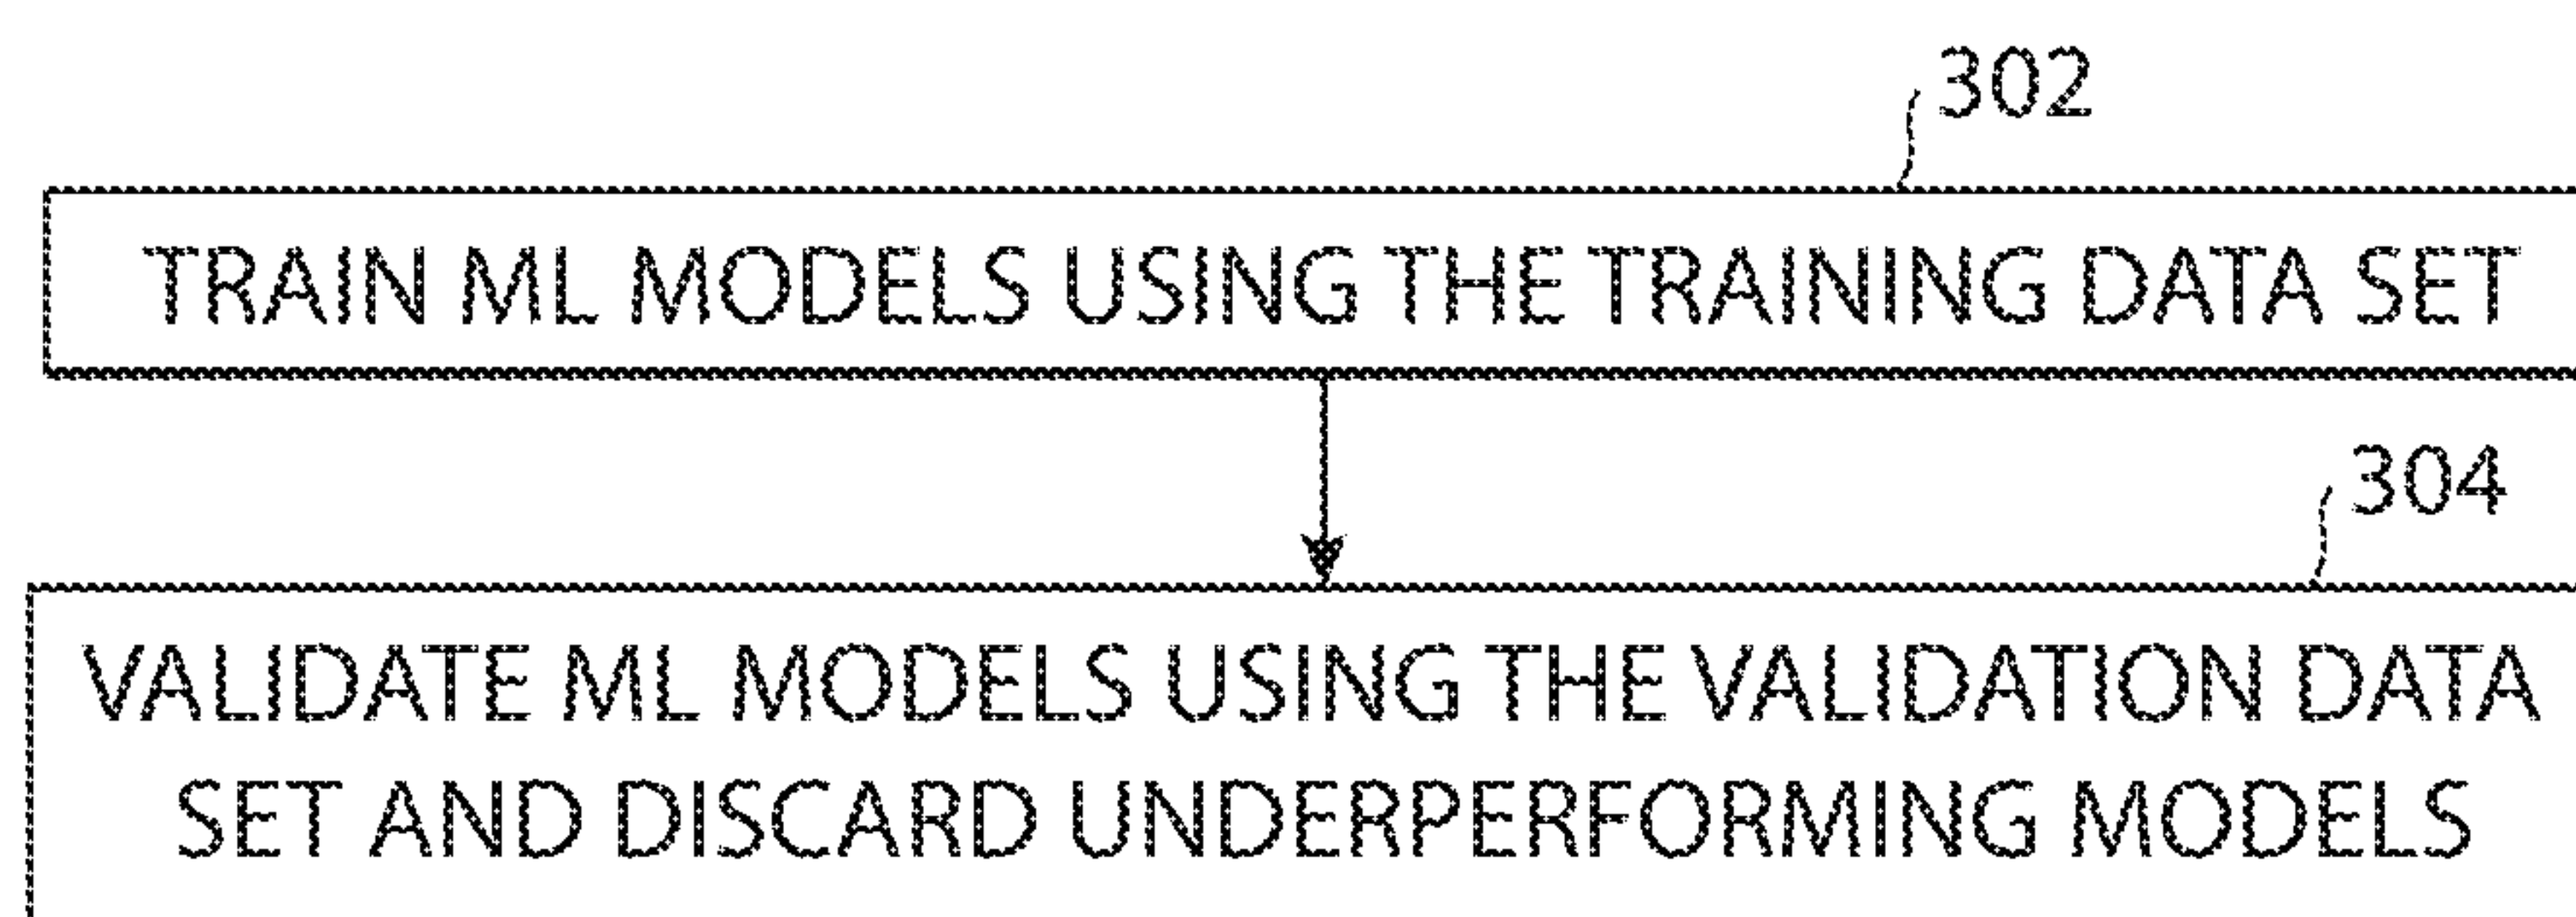 302
TRAIN ML MODELS USING THE TRAINING DATA SET
304
VALIDATE ML MODELS USING THE VALIDATION DATA
SET AND DISCARD UNDERPERFORMING MODELS